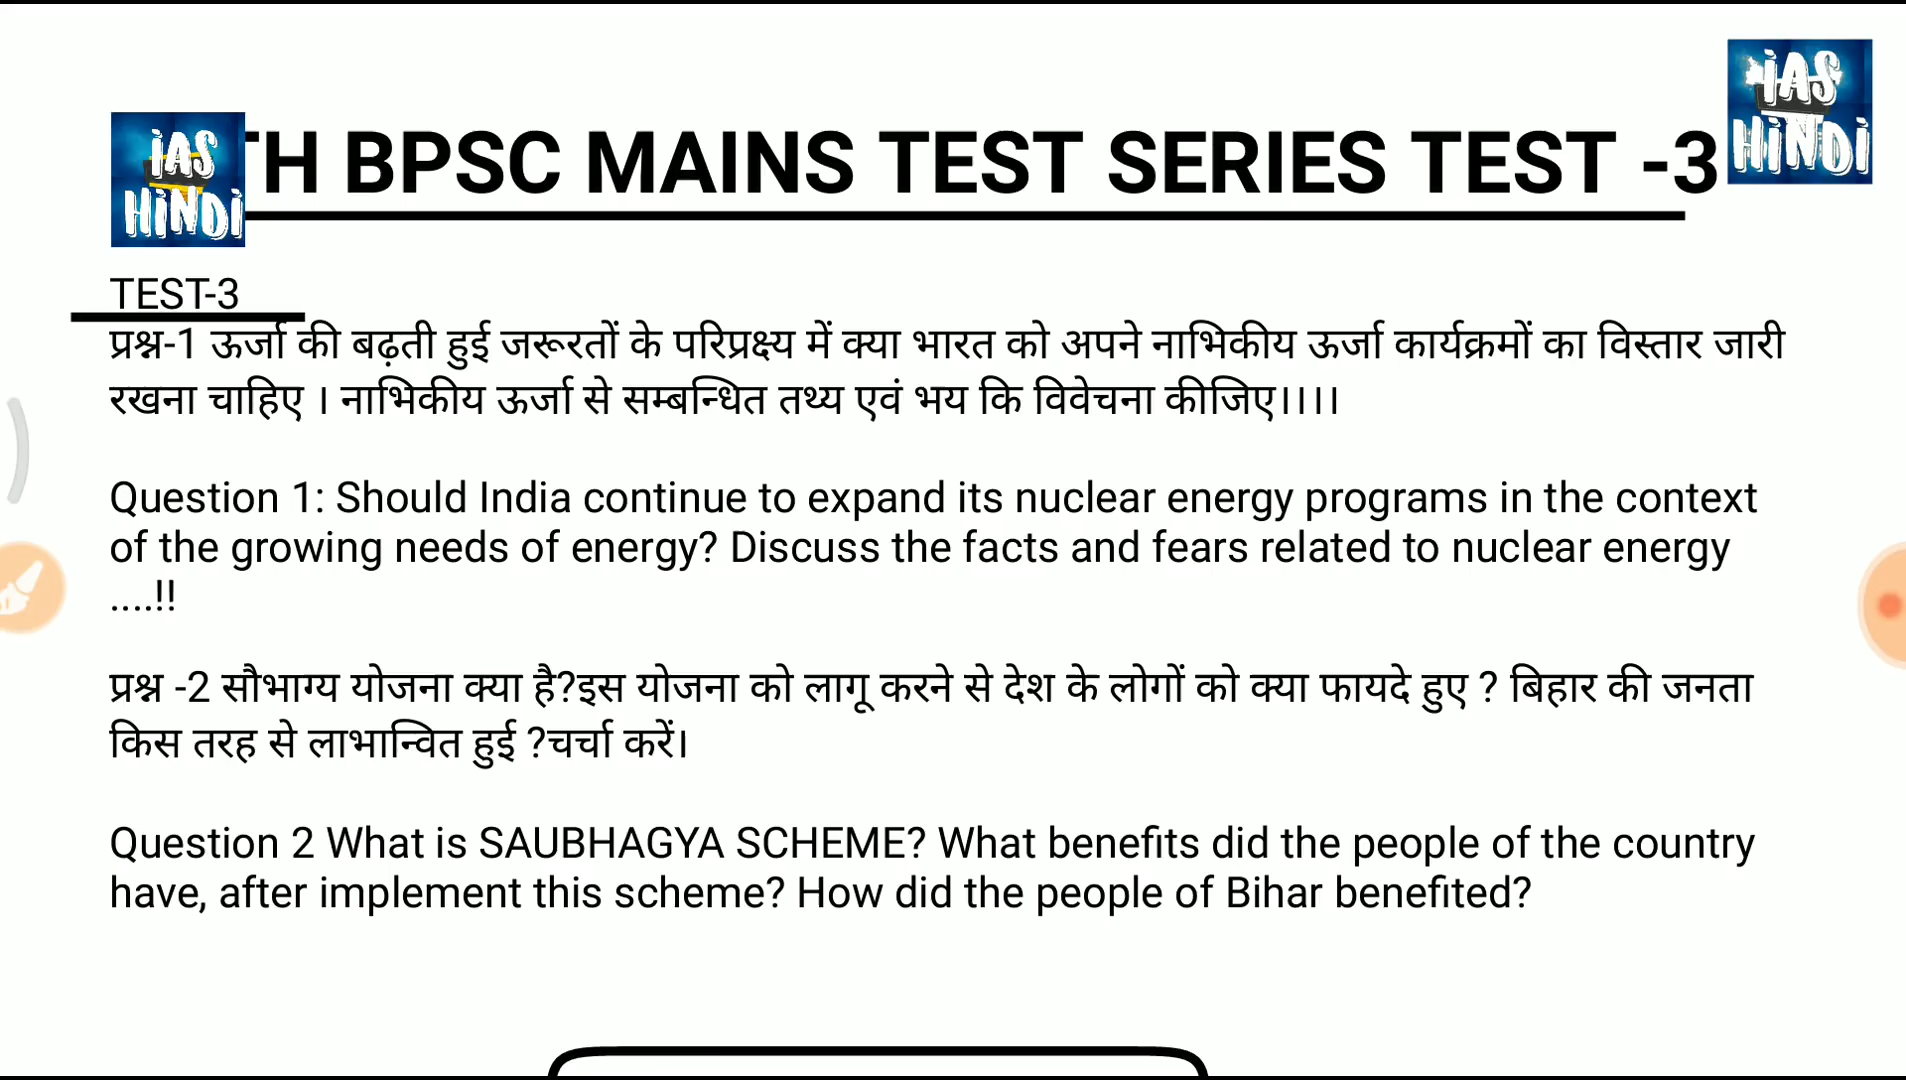 iAS HiNDi
iAS HiNDi
TH BPSC MAINS TEST SERIES TEST -3
TEST-3
प्रश्न-1 ऊर्जा की बढ़ती हुई जरूरतों के परिप्रक्ष्य में क्या भारत को अपने नाभिकीय ऊर्जा कार्यक्रमों का विस्तार जारी
रखना चाहिए । नाभिकीय ऊर्जा से सम्बन्धित तथ्य एवं भय कि विवेचना कीजिए।।।।
Question 1: Should India continue to expand its nuclear energy programs in the context
of the growing needs of energy? Discuss the facts and fears related to nuclear energy
....!!
प्रश्न -2 सौभाग्य योजना क्या है?इस योजना को लागू करने से देश के लोगों को क्या फायदे हुए ? बिहार की जनता
किस तरह से लाभान्वित हुई ?चर्चा करें।
Question 2 What is SAUBHAGYA SCHEME? What benefits did the people of the country
have, after implement this scheme? How did the people of Bihar benefited?